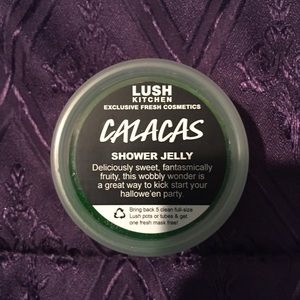 LUSH
KITCHEN
EXCLUSIVE FRESH COSMETICS
CALACAS
SHOWER JELLY
Deliciously sweet, fantasmically
fruity, this wobbly wonder is
a great way to kick start your
hallowe'en party
Bring back 5 clean full-size
Lush pots or tubes & get
one fresh mask free!